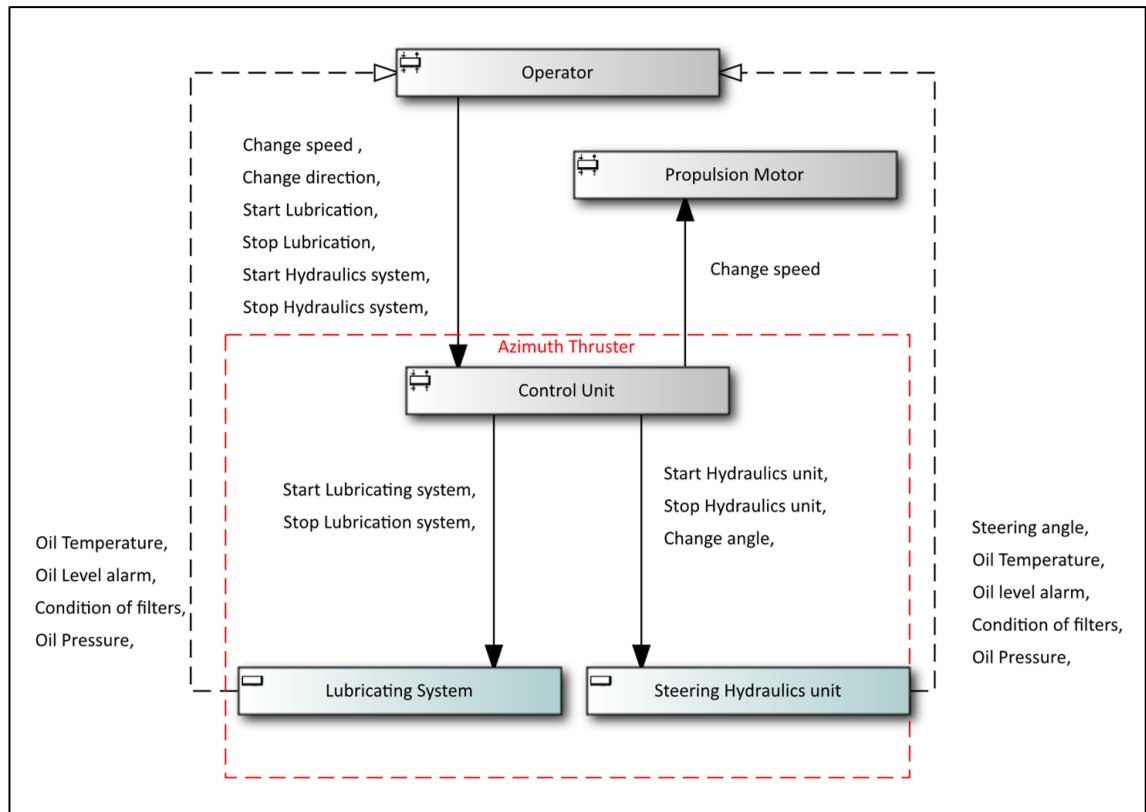 Operator
Change speed ,
Change direction,
Start Lubrication,
Stop Lubrication,
Start Hydraulics system,
Stop Hydraulics system,
Propulsion Motor
Change speed
Azimuth Thruster
Control Unit
Start Lubricating system,
Stop Lubrication system,
Start Hydraulics unit,
Stop Hydraulics unit,
Change angle,
Oil Temperature,
Oil Level alarm,
Condition of filters,
Oil Pressure,
Steering angle,
Oil Temperature,
Oil level alarm,
Condition of filters,
Oil Pressure,
Lubricating System
Steering Hydraulics unit